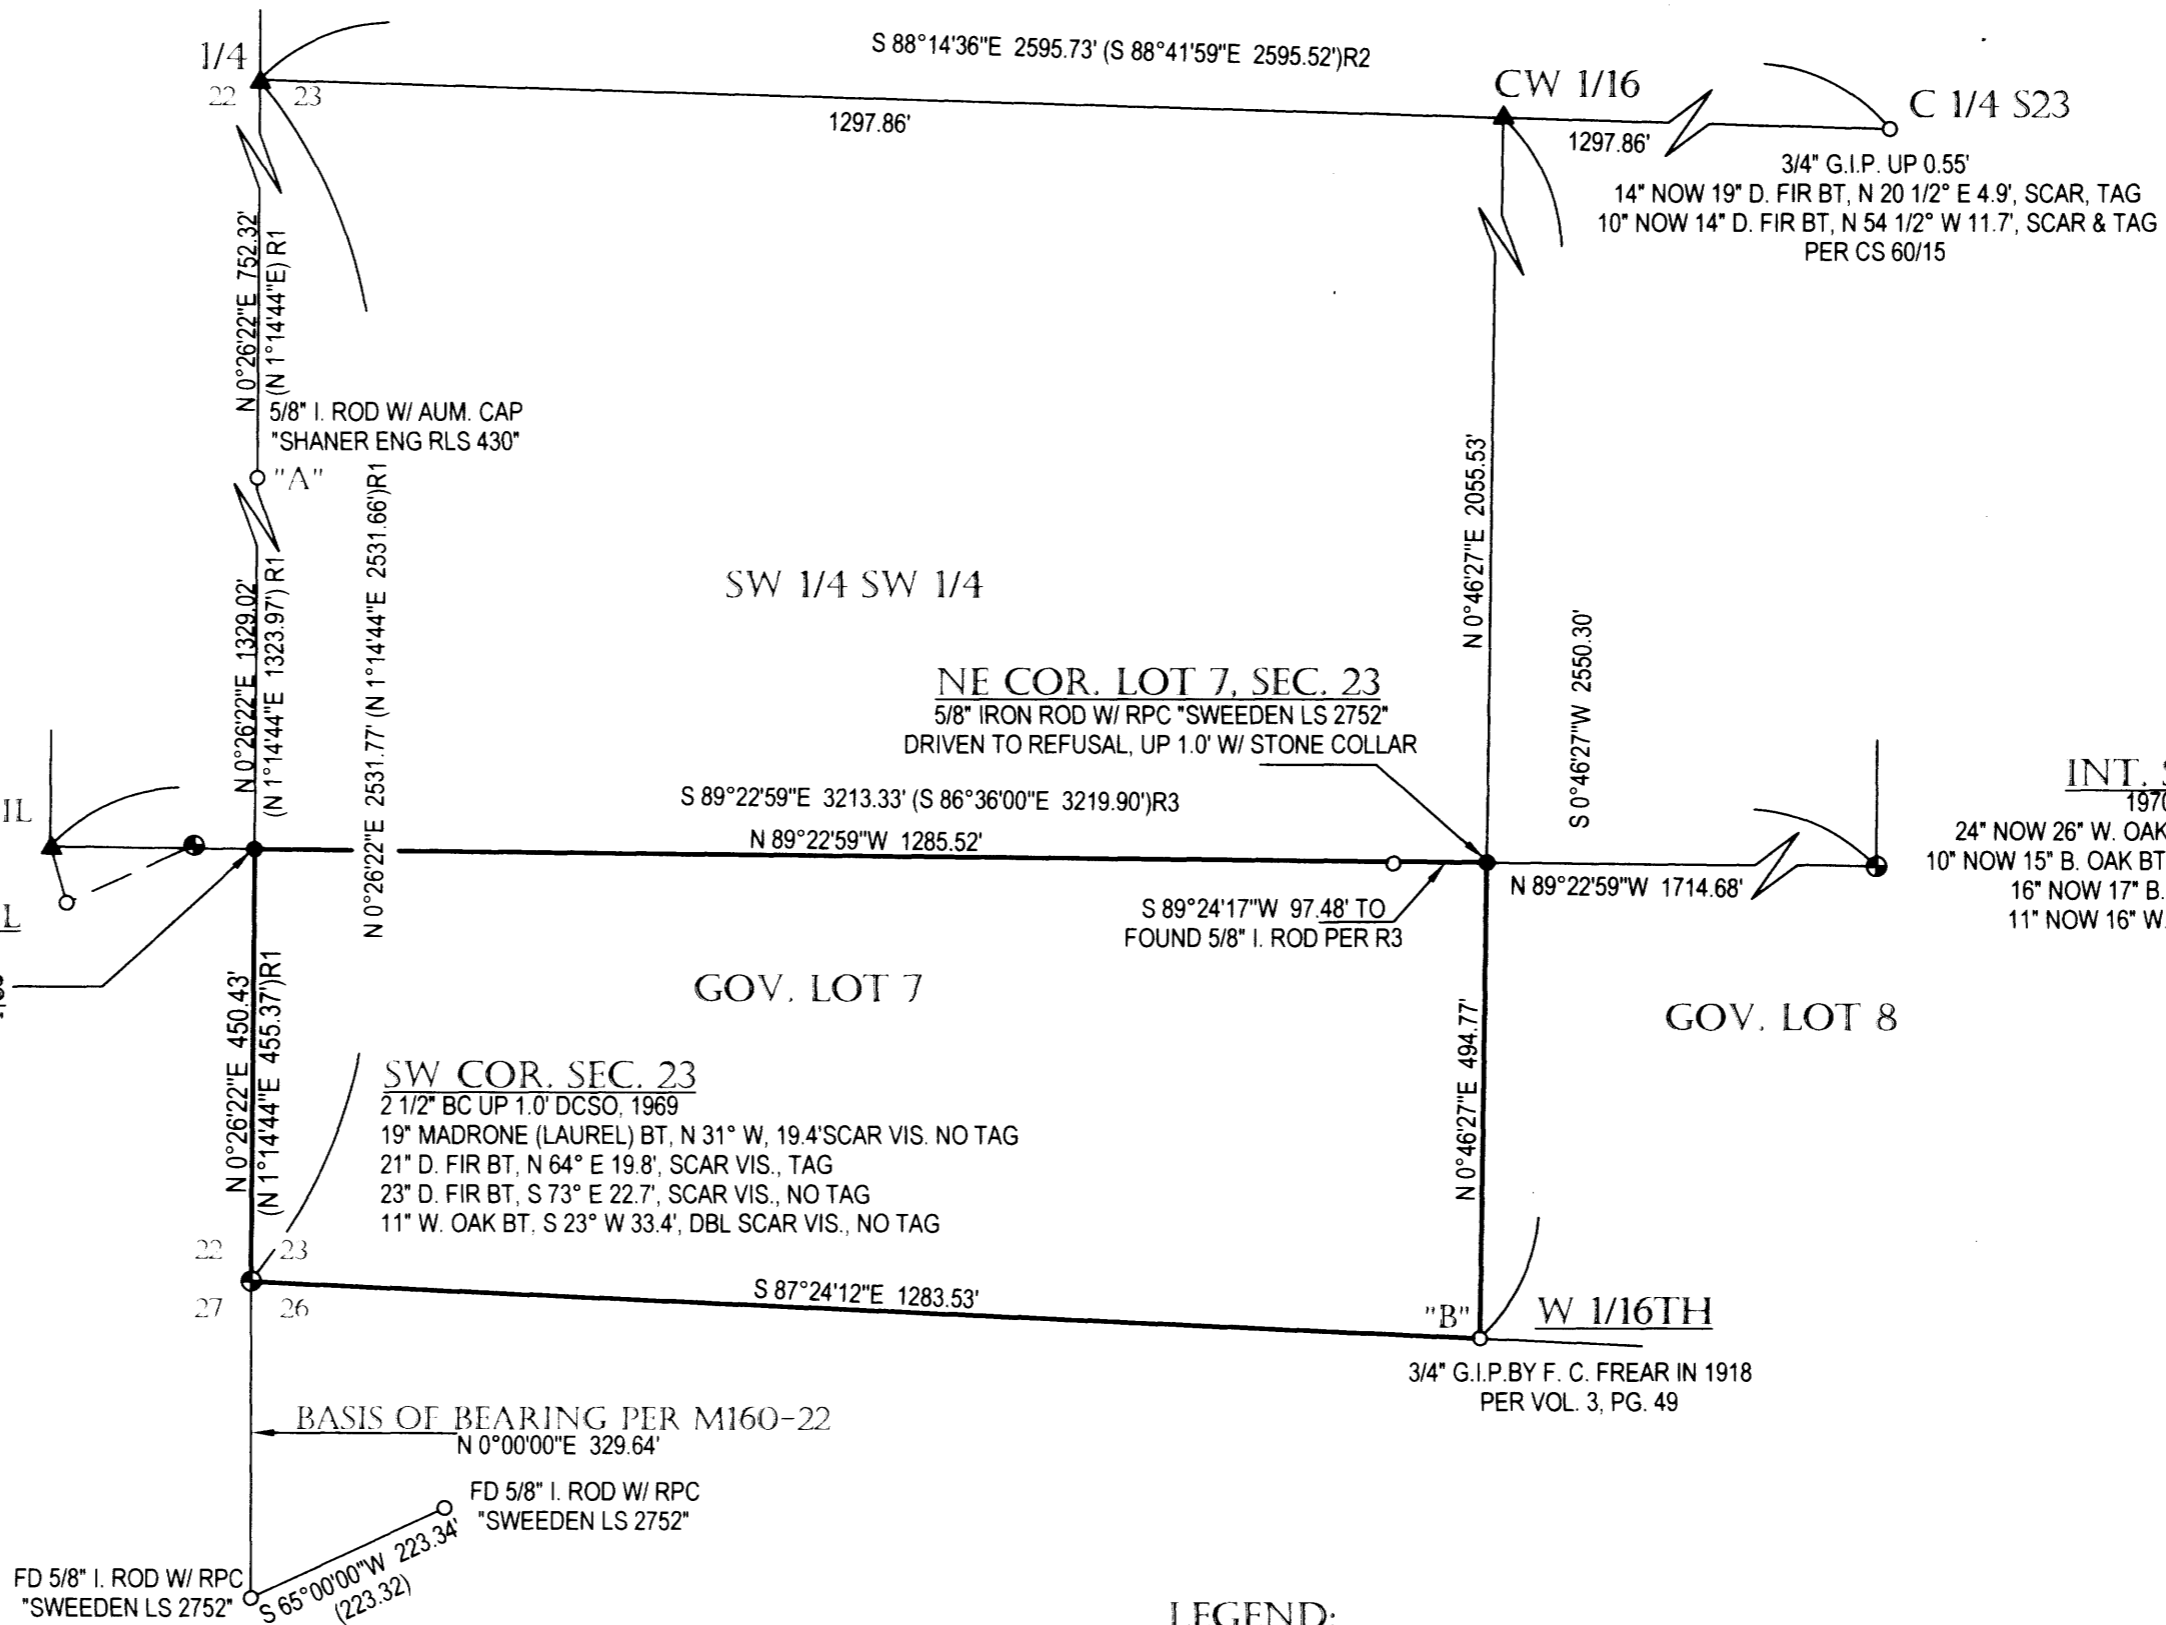 S 88°14'36"E 2595.73' (S 88°41'59"E 2595.52')R2
1/4
22 23
1297.86'
CW 1/16
1297.86'
C 1/4 S23
3/4" G.I.P. UP 0.55'
14" NOW 19" D. FIR BT, N 20 1/2° E 4.9', SCAR, TAG
10" NOW 14" D. FIR BT, N 54 1/2° W 11.7', SCAR & TAG
PER CS 60/15
N 0°26'22"E 752.32'
(N 1°14'44"E) R1
5/8" I. ROD W/ AUM. CAP
"SHANER ENG RLS 430"
"A"
N 0°26'22"E 1329.02'
(N 1°14'44"E 1323.97') R1
N 0°26'22"E 2531.77' (N 1°14'44"E 2531.66')R1
SW 1/4 SW 1/4
N 0°46'27"E 2055.53'
S 0°46'27"W 2550.30'
NE COR. LOT 7, SEC. 23
5/8" IRON ROD W/ RPC "SWEEDEN LS 2752"
DRIVEN TO REFUSAL, UP 1.0' W/ STONE COLLAR
S 89°22'59"E 3213.33' (S 86°36'00"E 3219.90')R3
N 89°22'59"W 1285.52'
N 89°22'59"W 1714.68'
S 89°24'17"W 97.48' TO
FOUND 5/8" I. ROD PER R3
IL
L
INT.
1970
24" NOW 26" W. OAK
10" NOW 15" B. OAK BT
16" NOW 17" B.
11" NOW 16" W.
GOV. LOT 7
GOV. LOT 8
N 0°26'22"E 450.43'
(N 1°14'44"E 455.37')R1
N 0°46'27"E 494.77'
SW COR. SEC. 23
2 1/2" BC UP 1.0' DCSO, 1969
19" MADRONE (LAUREL) BT, N 31° W, 19.4'SCAR VIS. NO TAG
21" D. FIR BT, N 64° E 19.8', SCAR VIS., TAG
23" D. FIR BT, S 73° E 22.7', SCAR VIS., NO TAG
11" W. OAK BT, S 23° W 33.4', DBL SCAR VIS., NO TAG
22 23
27 26
S 87°24'12"E 1283.53'
"B"
W 1/16TH
3/4" G.I.P.BY F. C. FREAR IN 1918
PER VOL. 3, PG. 49
BASIS OF BEARING PER M160-22
N 0°00'00"E 329.64'
FD 5/8" I. ROD W/ RPC
"SWEEDEN LS 2752"
S 65°00'00"W 223.34'
(223.32)
FD 5/8" I. ROD W/ RPC
"SWEEDEN LS 2752"
LEGEND: